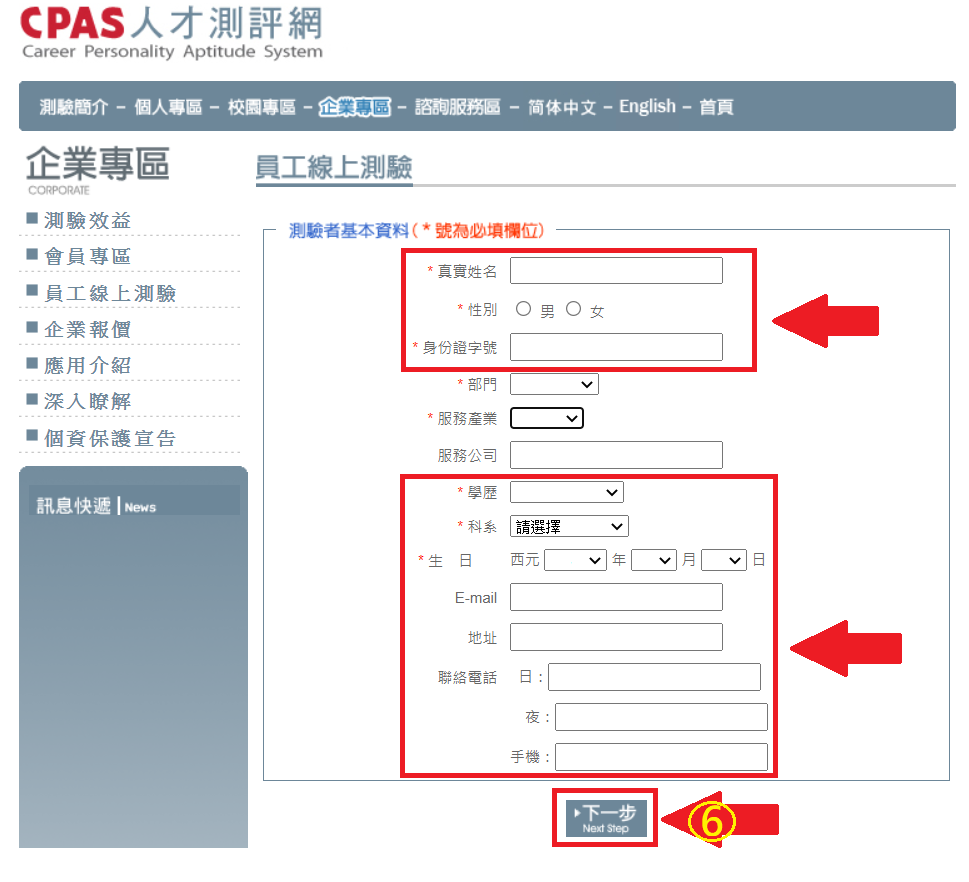 CPAS人才測評網
Career Personality Aptitude System
測驗簡介 – 個人專區 – 校園專區 – 企業專區 – 諮詢服務區 – 简体中文 – English – 首頁
企業專區
CORPORATE
測驗效益
會員專區
員工線上測驗
企業報價
應用介紹
深入瞭解
個資保護宣告
訊息快遞 | News
員工線上測驗
測驗者基本資料( * 號為必填欄位)
* 真實姓名
* 性別 男 女
* 身份證字號
* 部門
* 服務產業
服務公司
* 學歷
* 科系 請選擇
* 生 日 西元 年 月 日
E-mail
地址
聯絡電話 日：
夜：
手機：
下一步
Next Step
6